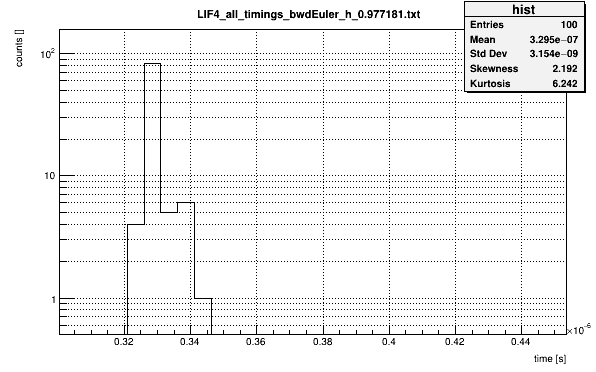 LIF4_all_timings_bwdEuler_h_0.977181.txt
hist
Entries 100
Mean 3.295e−07
Std Dev 3.154e−09
Skewness 2.192
Kurtosis 6.242
counts []
10²
10
1
0.32 0.34 0.36 0.38 0.4 0.42 0.44
×10⁻⁶
time [s]